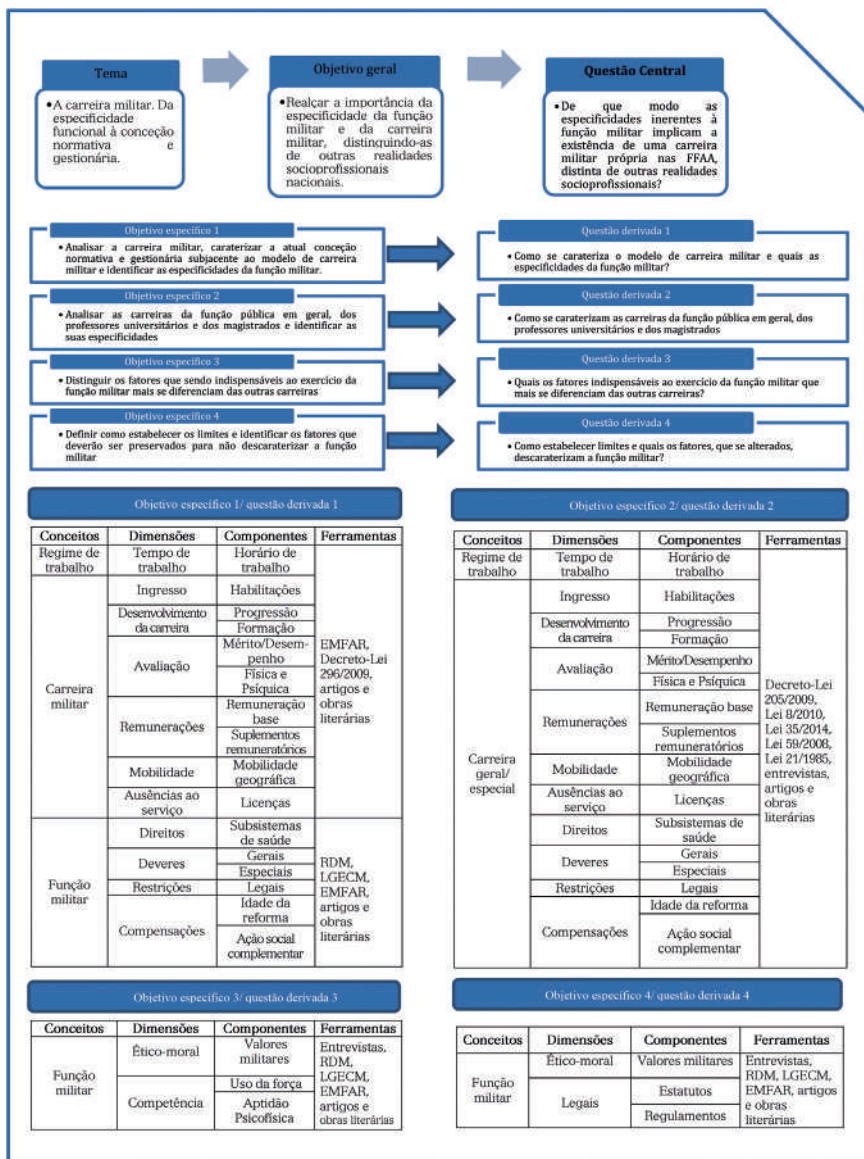 Tema
• A carreira militar. Da
especificidade
funcional à conceção
normativa e
gestionária.
Objetivo geral
• Realçar a importância da
especificidade da função
militar e da carreira
militar, distinguindo-as
de outras realidades
socioprofissionais
nacionais.
Questão Central
• De que modo as
especificidades inerentes à
função militar implicam a
existência de uma carreira
militar própria nas FFAA,
distinta de outras realidades
socioprofissionais?
Objetivo específico 1
• Analisar a carreira militar, caraterizar a atual conceção
normativa e gestionária subjacente ao modelo de carreira
militar e identificar as especificidades da função militar.
Questão derivada 1
• Como se carateriza o modelo de carreira militar e quais as
especificidades da função militar?
Objetivo específico 2
• Analisar as carreiras da função pública em geral, dos
professores universitários e dos magistrados e identificar as
suas especificidades
Questão derivada 2
• Como se caraterizam as carreiras da função pública em geral, dos
professores universitários e dos magistrados
Objetivo específico 3
• Distinguir os fatores que sendo indispensáveis ao exercício da
função militar mais se diferenciam das outras carreiras
Questão derivada 3
• Quais os fatores indispensáveis ao exercício da função militar que
mais se diferenciam das outras carreiras?
Objetivo específico 4
• Definir como estabelecer os limites e identificar os fatores que
deverão ser preservados para não descaraterizar a função
militar
Questão derivada 4
• Como estabelecer limites e quais os fatores, que se alterados,
descaraterizam a função militar?
Objetivo específico 1/ questão derivada 1
Conceitos Dimensões Componentes Ferramentas
Regime de
trabalho
Tempo de
trabalho
Horário de
trabalho
Carreira
militar
Ingresso
Habilitações
Desenvolvimento
da carreira
Progressão
Formação
Avaliação
Mérito/Desem-
penho
Física e
Psíquica
Remunerações
Remuneração
base
Suplementos
remuneratórios
Mobilidade
Mobilidade
geográfica
Ausências ao
serviço
Licenças
EMFAR,
Decreto-Lei
296/2009,
artigos e
obras
literárias
Função
militar
Direitos
Subsistemas
de saúde
Deveres
Gerais
Especiais
Restrições
Legais
Compensações
Idade da
reforma
Ação social
complementar
RDM,
LGECM,
EMFAR,
artigos e
obras
literárias
Objetivo específico 2/ questão derivada 2
Conceitos Dimensões Componentes Ferramentas
Regime de
trabalho
Tempo de
trabalho
Horário de
trabalho
Carreira
geral/
especial
Ingresso
Habilitações
Desenvolvimento
da carreira
Progressão
Formação
Avaliação
Mérito/Desempenho
Física e Psíquica
Remunerações
Remuneração base
Suplementos
remuneratórios
Mobilidade
Mobilidade
geográfica
Ausências ao
serviço
Licenças
Direitos
Subsistemas de
saúde
Deveres
Gerais
Especiais
Restrições
Legais
Compensações
Idade da reforma
Ação social
complementar
Decreto-Lei
205/2009,
Lei 8/2010,
Lei 35/2014,
Lei 59/2008,
Lei 21/1985,
entrevistas,
artigos e
obras
literárias
Objetivo específico 3/ questão derivada 3
Conceitos Dimensões Componentes Ferramentas
Função
militar
Ético-moral
Valores
militares
Competência
Uso da força
Aptidão
Psicofísica
Entrevistas,
RDM,
LGECM,
EMFAR,
artigos e
obras literárias
Objetivo específico 4/ questão derivada 4
Conceitos Dimensões Componentes Ferramentas
Função
militar
Ético-moral
Valores militares
Legais
Estatutos
Regulamentos
Entrevistas,
RDM, LGECM,
EMFAR, artigos
e obras
literárias